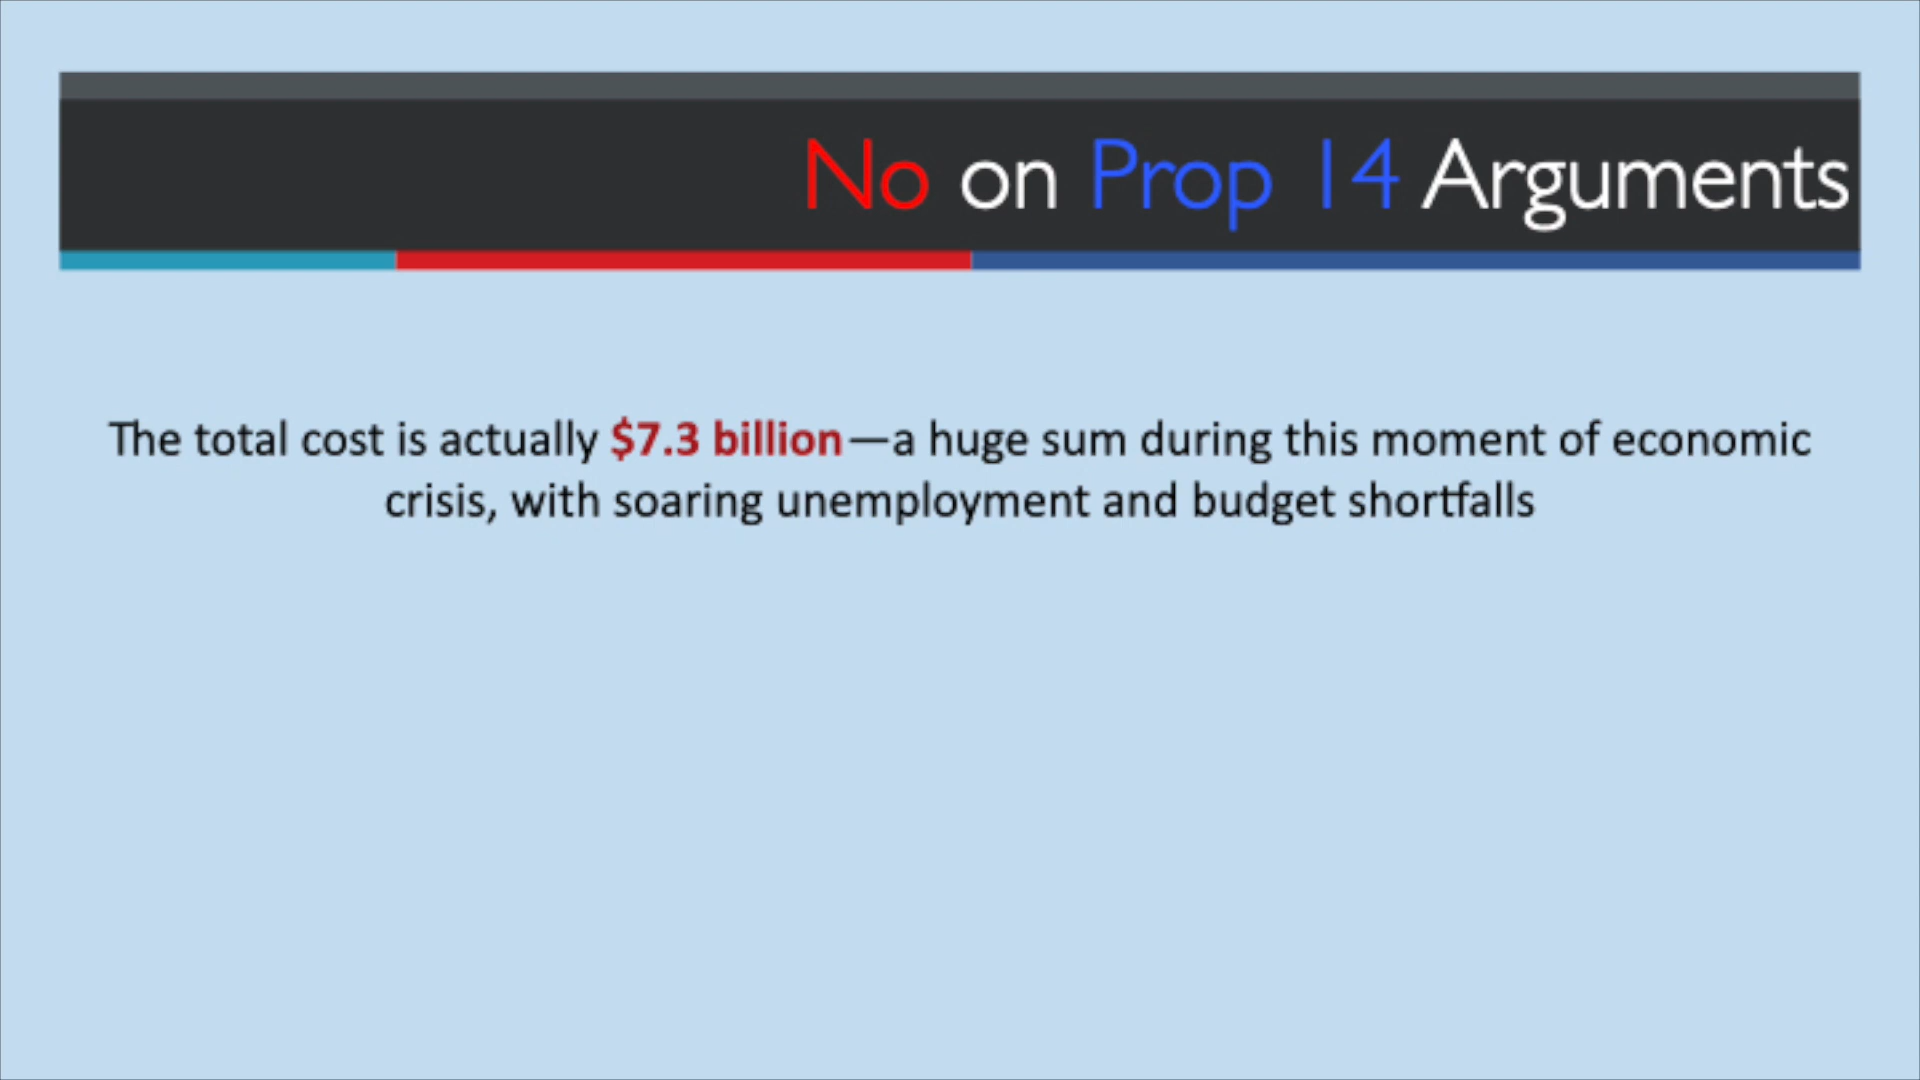 No on Prop 14 Arguments
The total cost is actually $7.3 billion—a huge sum during this moment of economic
crisis, with soaring unemployment and budget shortfalls